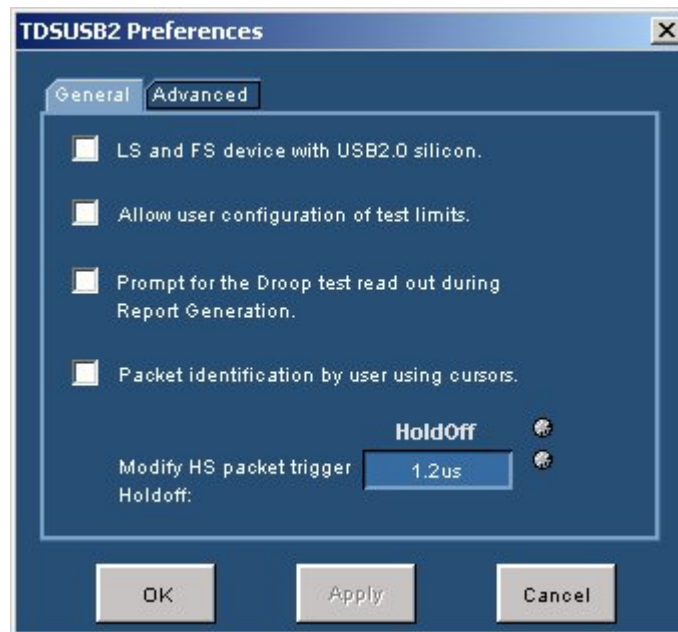 TDSUSB2 Preferences
General Advanced
LS and FS device with USB2.0 silicon.
Allow user configuration of test limits.
Prompt for the Droop test read out during
Report Generation.
Packet identification by user using cursors.
HoldOff
Modify HS packet trigger 1.2us
Holdoff:
OK Apply Cancel